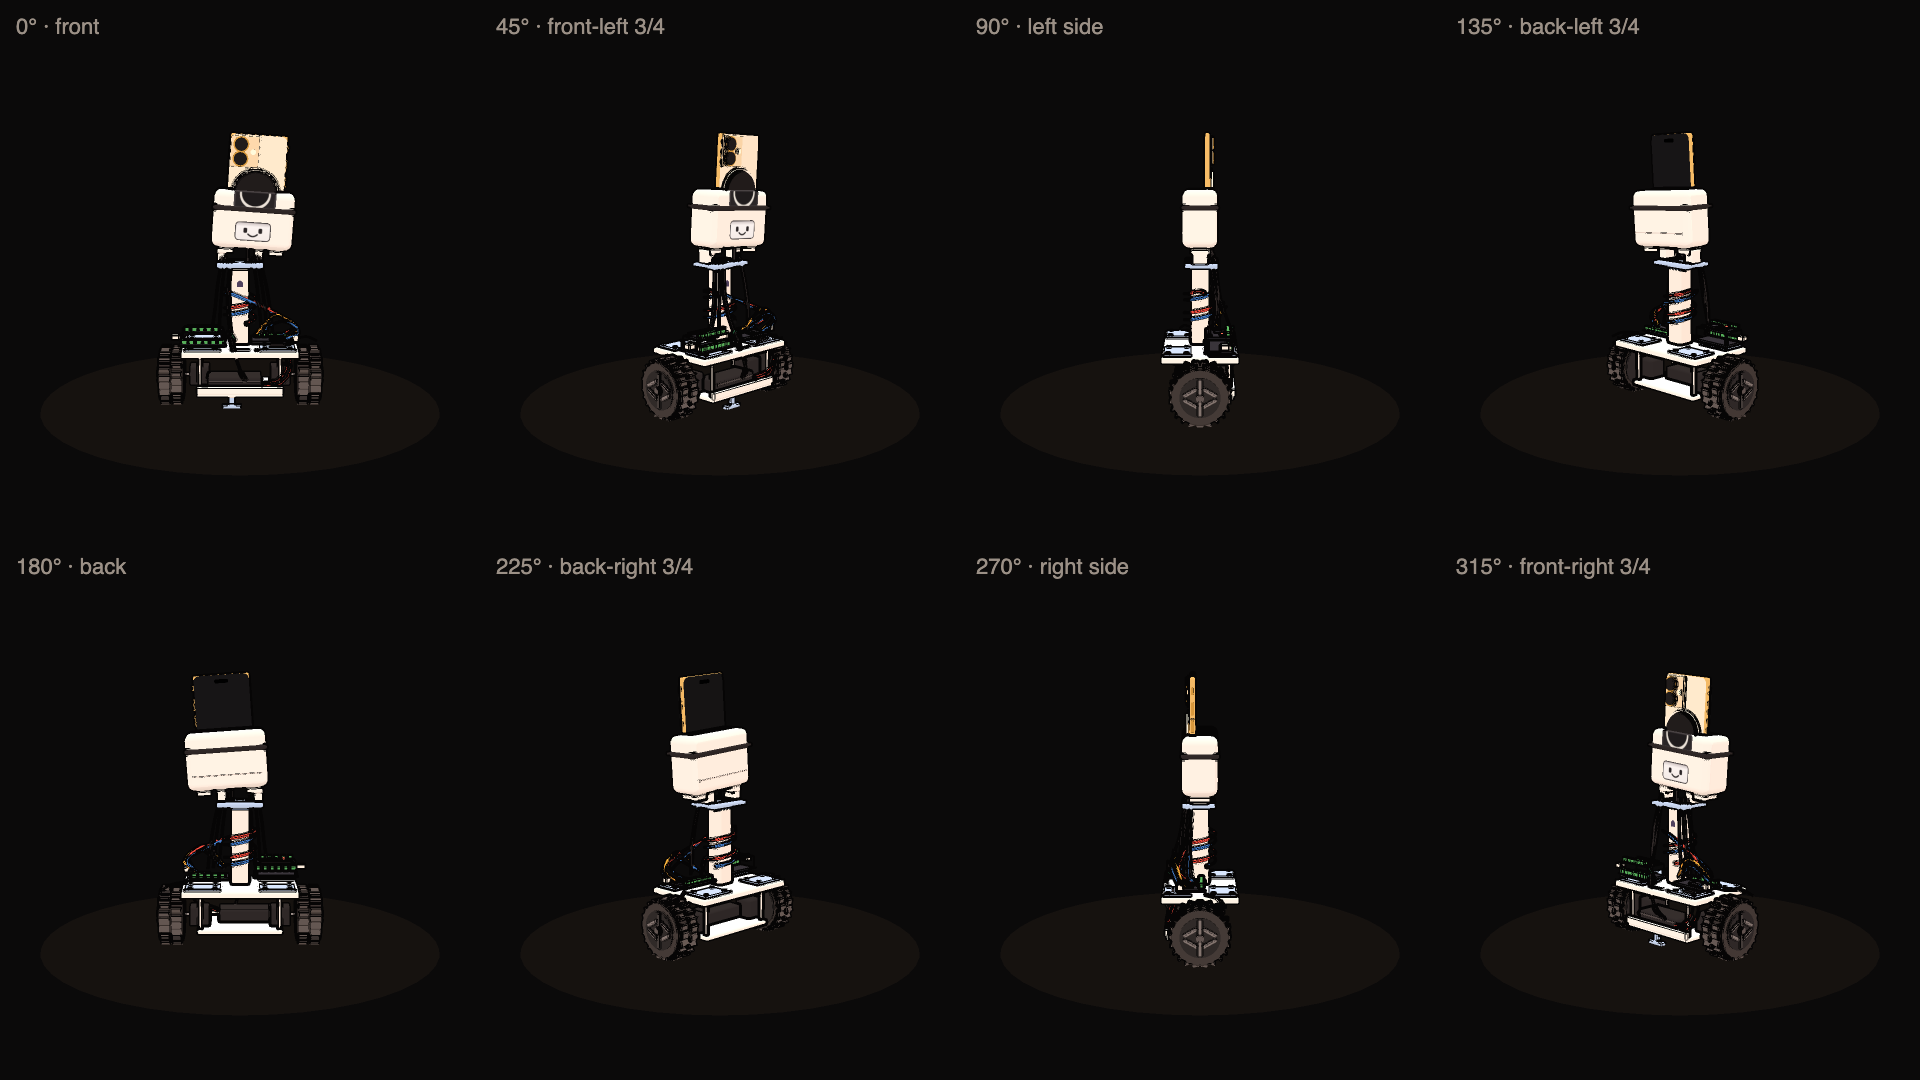 0° · front
45° · front-left 3/4
90° · left side
135° · back-left 3/4
180° · back
225° · back-right 3/4
270° · right side
315° · front-right 3/4